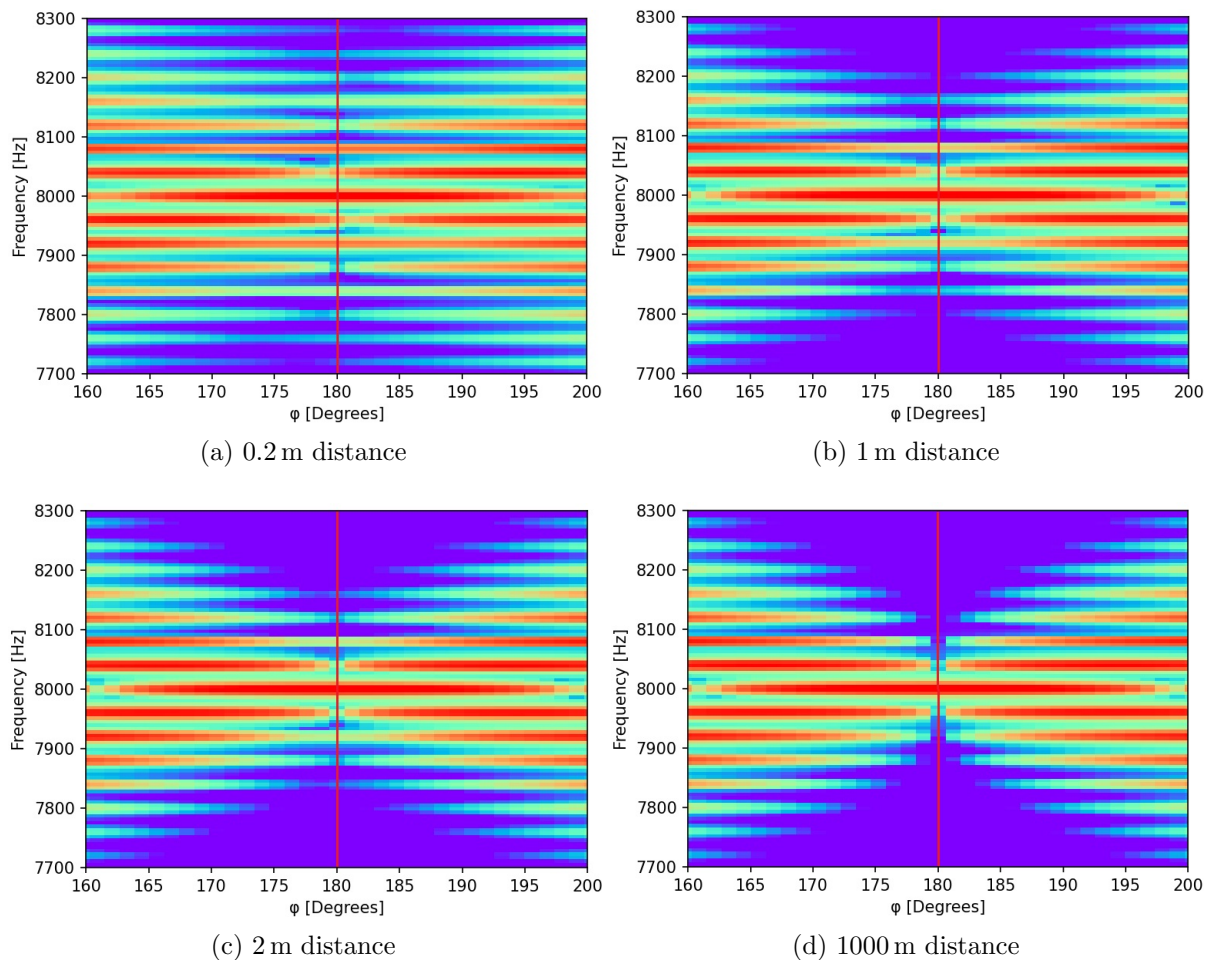 8300
8200
8100
8000
7900
7800
7700
Frequency [Hz]
160 165 170 175 180 185 190 195 200
φ [Degrees]
(a) 0.2 m distance
8300
8200
8100
8000
7900
7800
7700
Frequency [Hz]
160 165 170 175 180 185 190 195 200
φ [Degrees]
(b) 1 m distance
8300
8200
8100
8000
7900
7800
7700
Frequency [Hz]
160 165 170 175 180 185 190 195 200
φ [Degrees]
(c) 2 m distance
8300
8200
8100
8000
7900
7800
7700
Frequency [Hz]
160 165 170 175 180 185 190 195 200
φ [Degrees]
(d) 1000 m distance